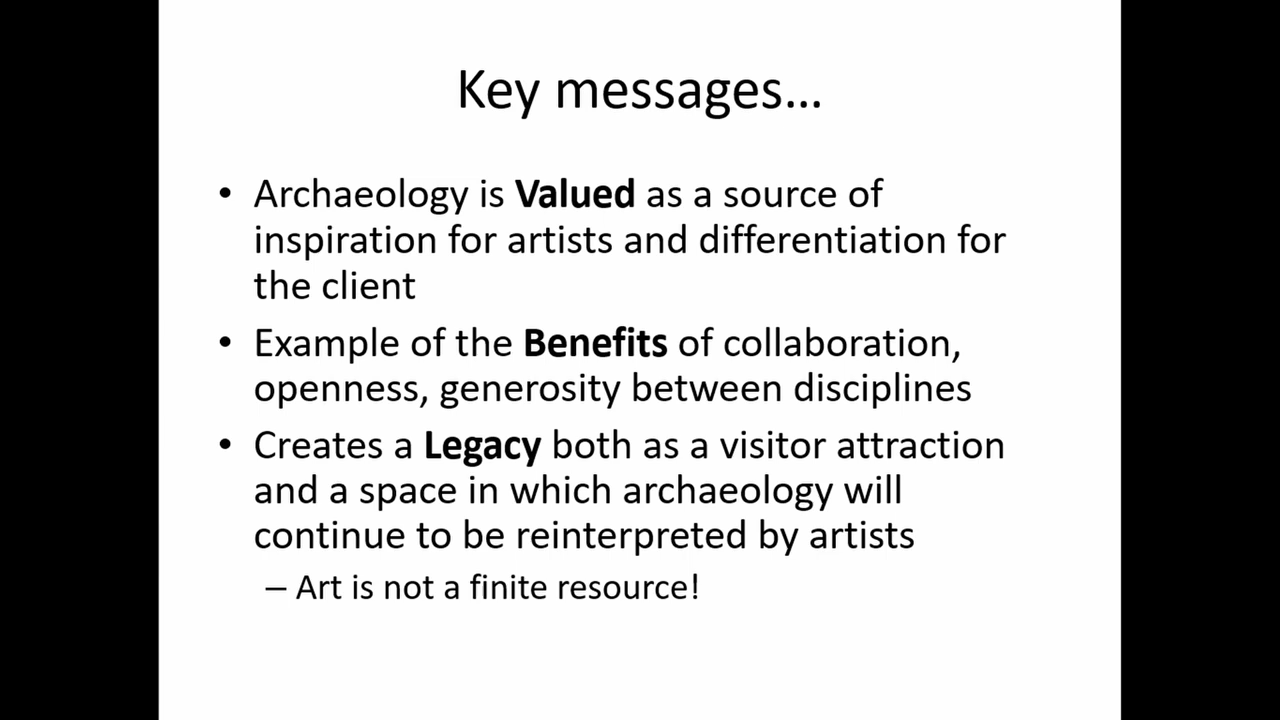 Key messages...
• Archaeology is Valued as a source of
inspiration for artists and differentiation for
the client
• Example of the Benefits of collaboration,
openness, generosity between disciplines
• Creates a Legacy both as a visitor attraction
and a space in which archaeology will
continue to be reinterpreted by artists
– Art is not a finite resource!